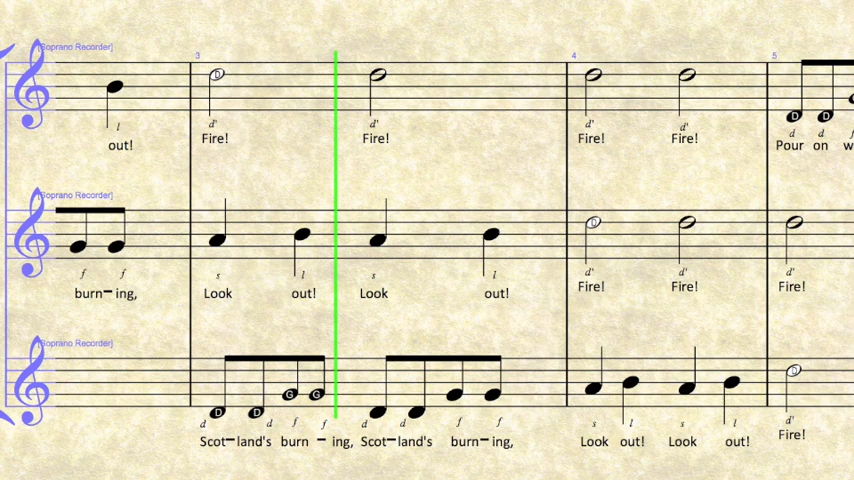 [Soprano Recorder]
3 4 5
D
l d' d' d' d' D D
d d f
out! Fire! Fire! Fire! Fire! Pour on w
[Soprano Recorder]
D
f f s l s l d' d' d'
burn-ing, Look out! Look out! Fire! Fire! Fire!
[Soprano Recorder]
D D G G D
d d f f d d f f s l s l d'
Scot-land's burn - ing, Scot-land's burn-ing, Look out! Look out! Fire!